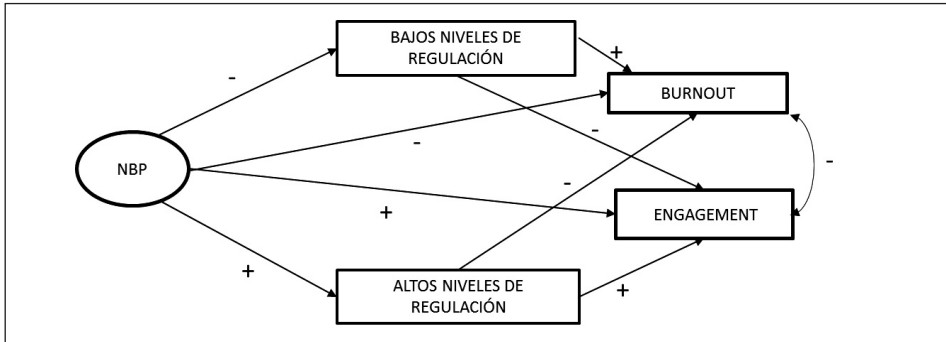 BAJOS NIVELES DE
REGULACIÓN
+
BURNOUT
-
-
-
NBP
-
-
ENGAGEMENT
+
+
ALTOS NIVELES DE
REGULACIÓN
+